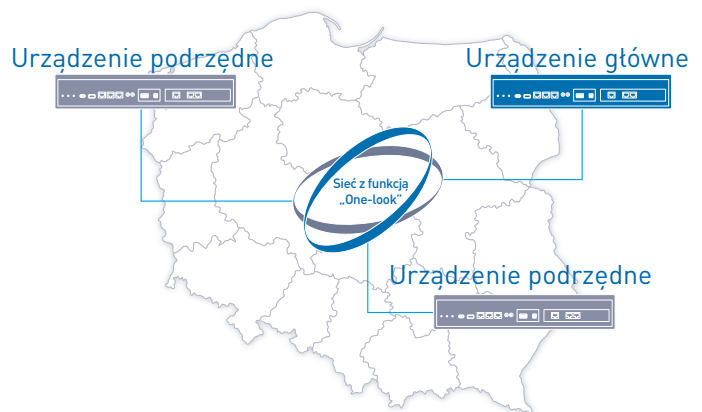 Urządzenie podrzędne
Urządzenie główne
Sieć z funkcją
„One-look”
Urządzenie podrzędne